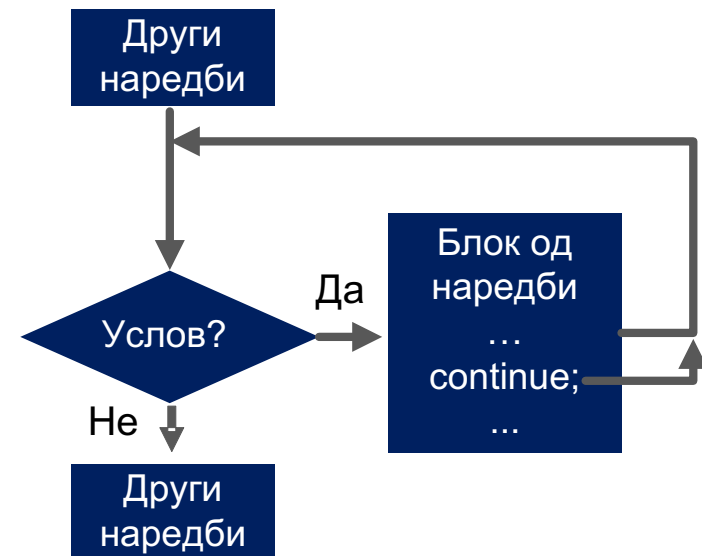 Други
наредби
Блок од
наредби
…
continue;
...
Да
Услов?
Не
Други
наредби